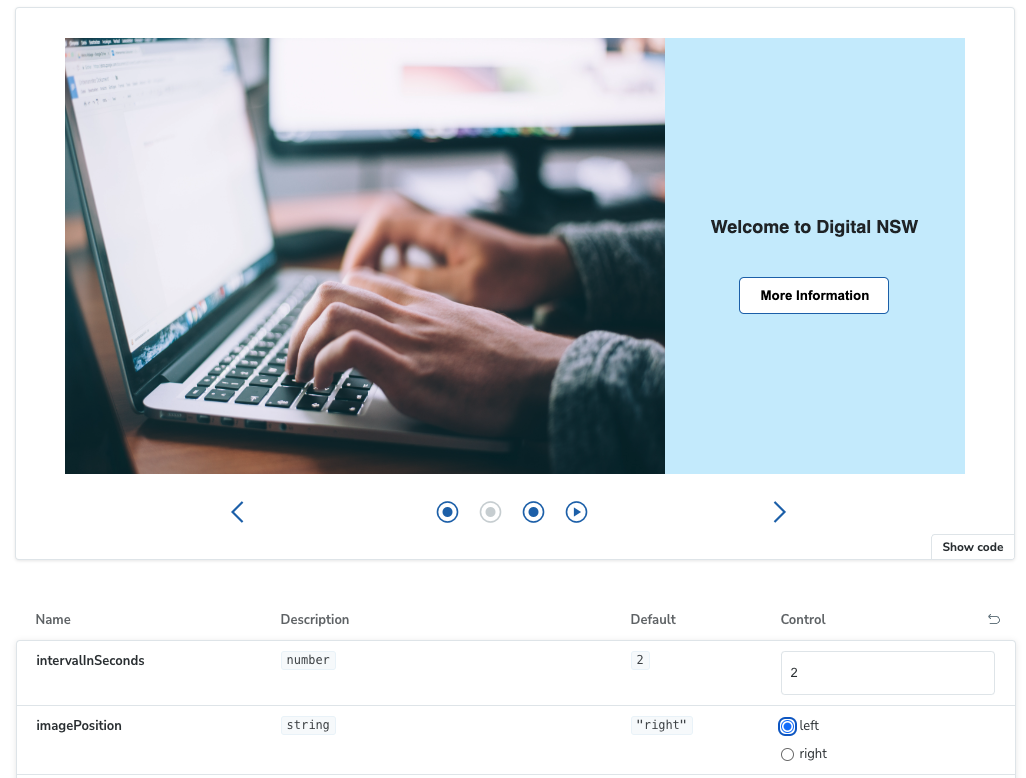 Welcome to Digital NSW
More Information
Show code
Name Description Default Control
intervalInSeconds number 2 2
imagePosition string "right" left
right